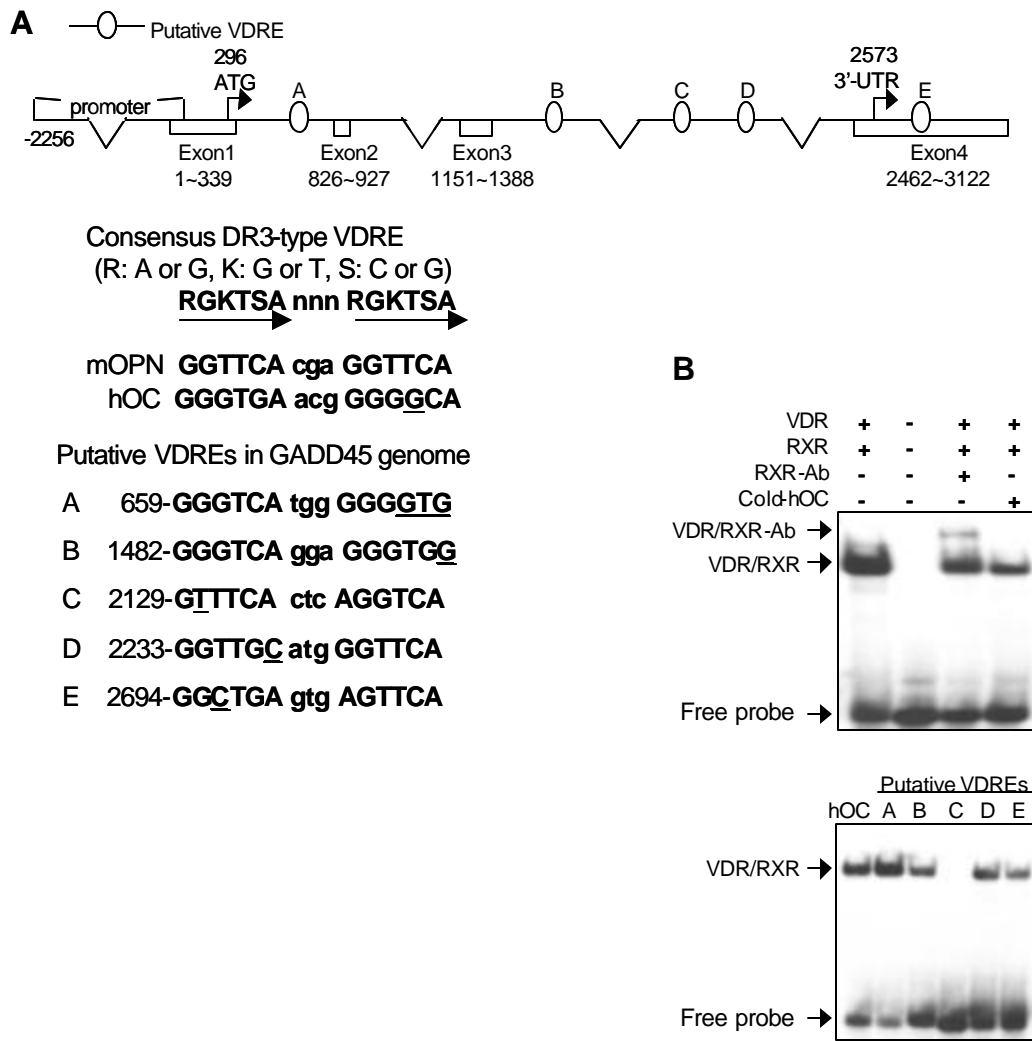 A
Putative VDRE
296
ATG
2573
3'-UTR
promoter
A
B
C
D
E
-2256
Exon1
1~339
Exon2
826~927
Exon3
1151~1388
Exon4
2462~3122
Consensus DR3-type VDRE
(R: A or G, K: G or T, S: C or G)
RGKTSA nnn RGKTSA
mOPN GGTTCA cga GGTTCA
hOC GGGTGA acg GGGGCA
Putative VDREs in GADD45 genome
A 659-GGGTCA tgg GGGGTG
B 1482-GGGTCA gga GGGTGG
C 2129-GTTTCA ctc AGGTCA
D 2233-GGTTGC atg GGTTCA
E 2694-GGCTGA gtg AGTTCA
B
VDR + - + +
RXR + - + +
RXR-Ab - - + -
Cold-hOC - - - +
VDR/RXR-Ab
VDR/RXR
Free probe
Putative VDREs
hOC A B C D E
VDR/RXR
Free probe